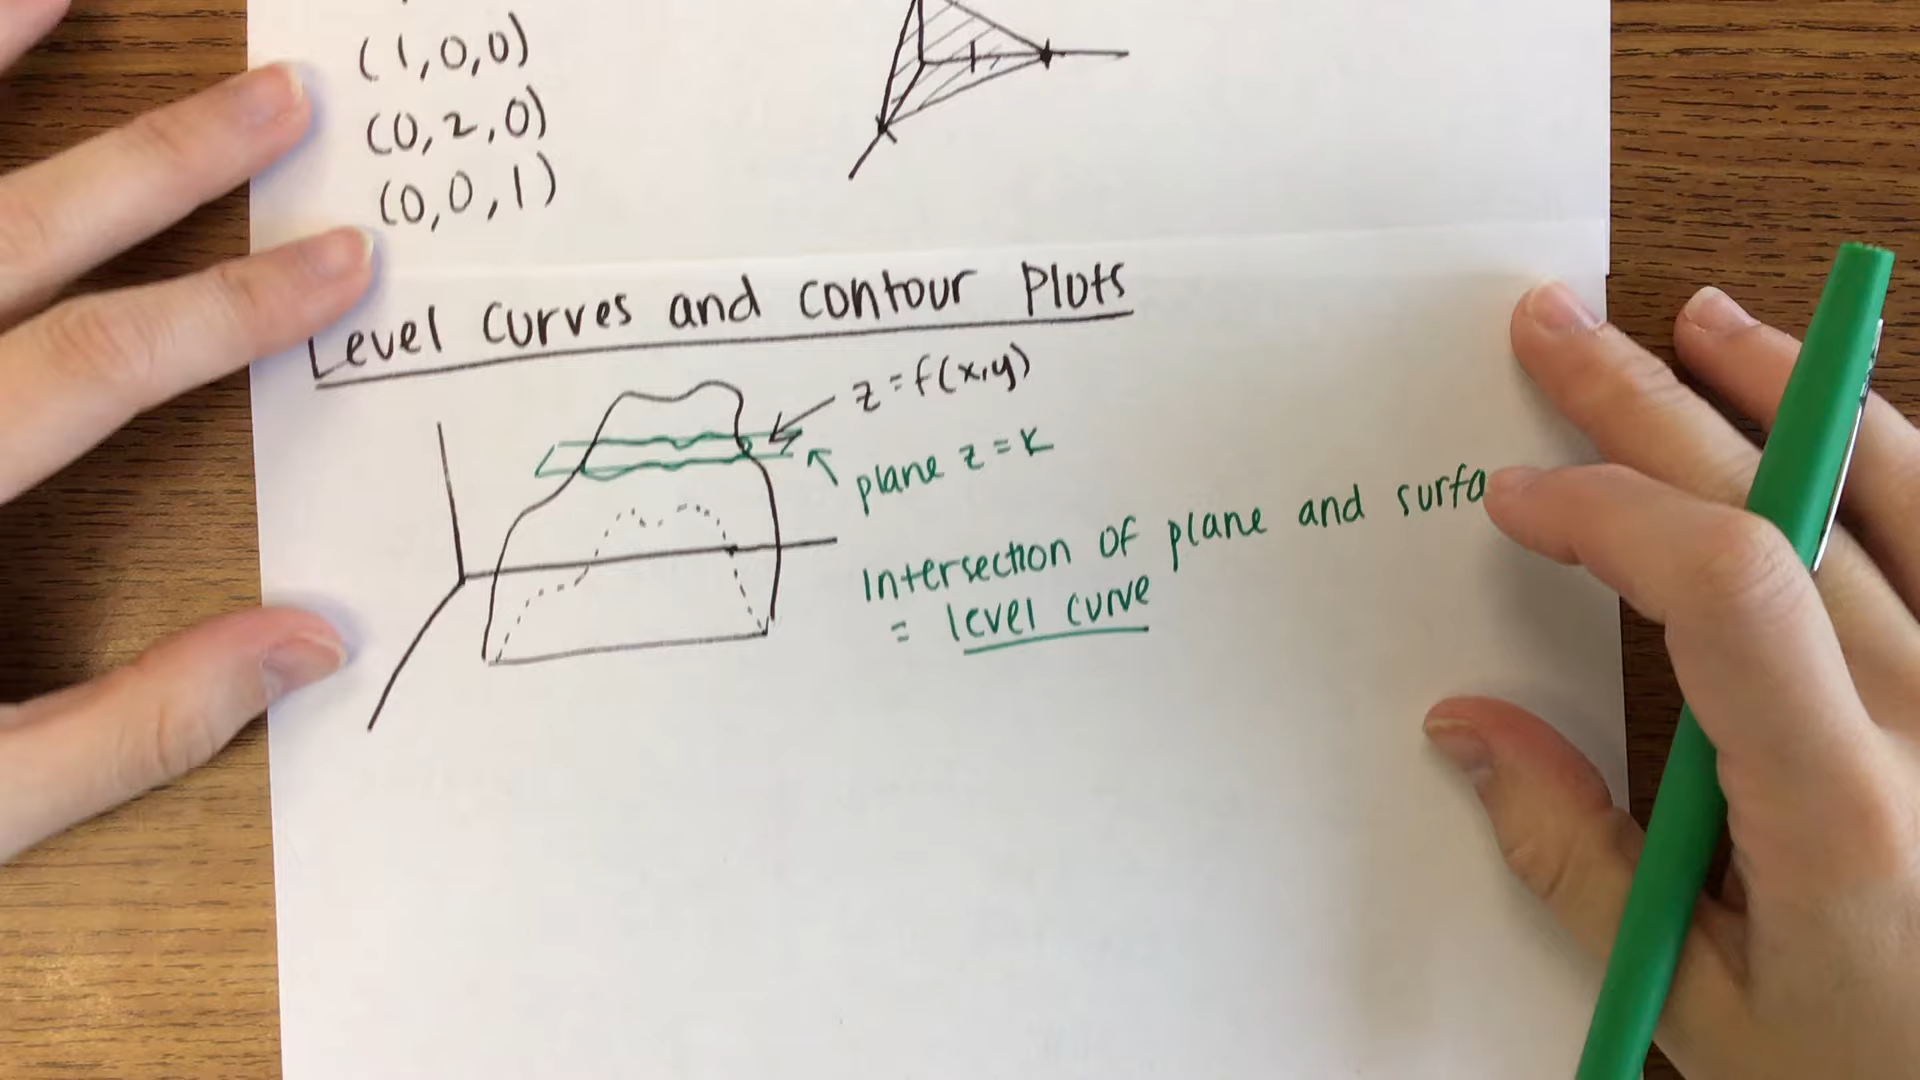 (1,0,0)
(0,2,0)
(0,0,1)
Level curves and contour plots
z=f(x,y)
plane z=k
Intersection of plane and surfa
= level curve